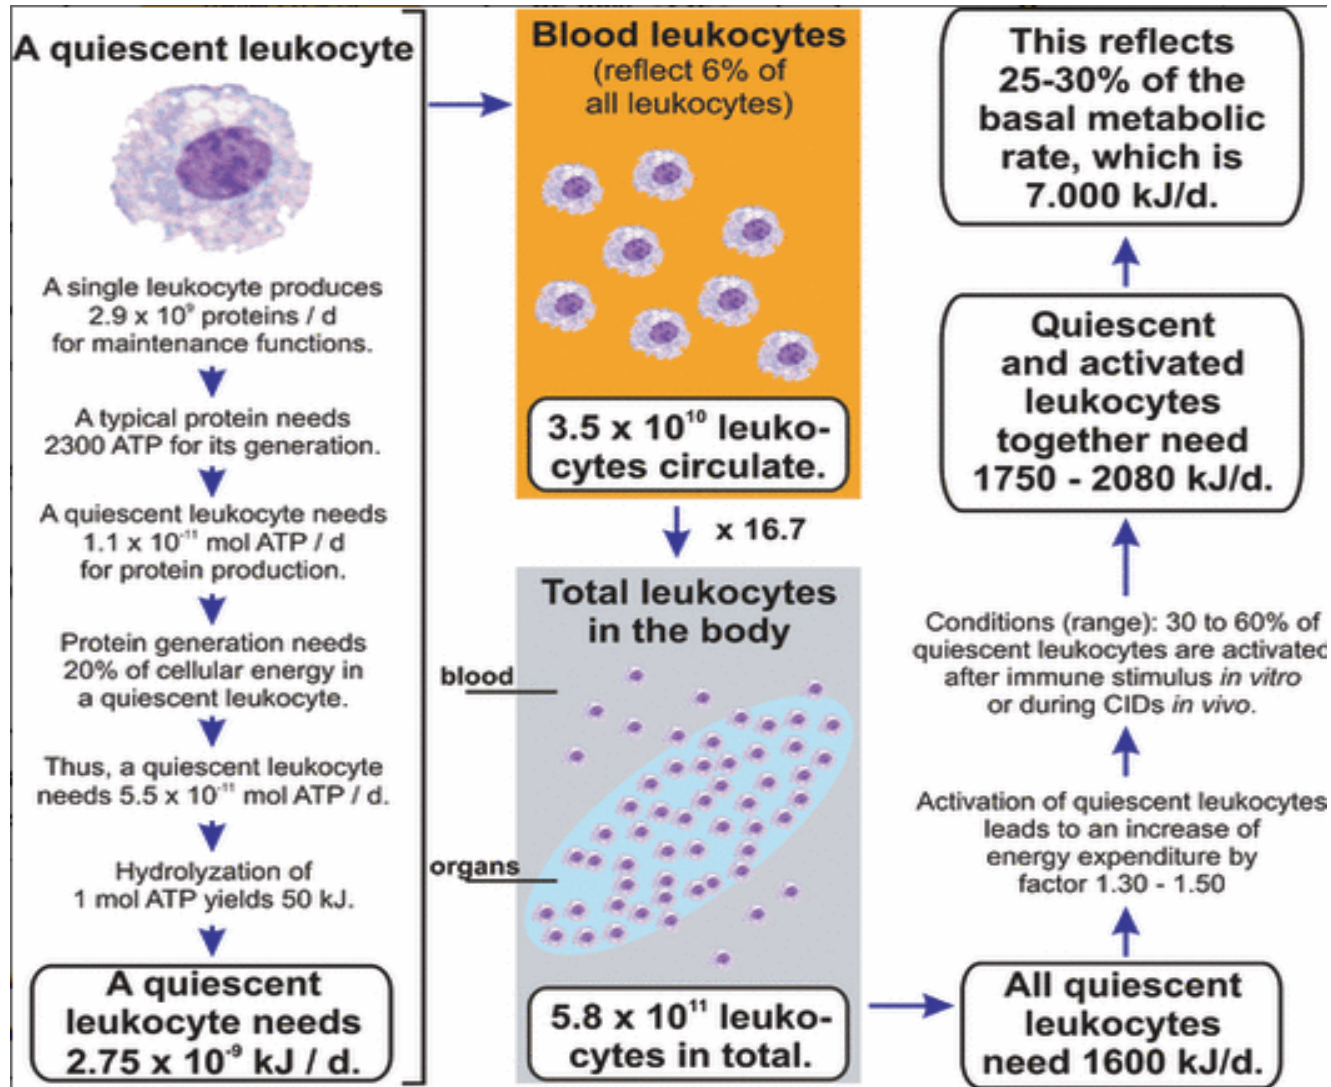 A quiescent leukocyte
A single leukocyte produces
2.9 x 10⁹ proteins / d
for maintenance functions.
A typical protein needs
2300 ATP for its generation.
A quiescent leukocyte needs
1.1 x 10⁻¹¹ mol ATP / d
for protein production.
Protein generation needs
20% of cellular energy in
a quiescent leukocyte.
Thus, a quiescent leukocyte
needs 5.5 x 10⁻¹¹ mol ATP / d.
Hydrolyzation of
1 mol ATP yields 50 kJ.
A quiescent
leukocyte needs
2.75 x 10⁻⁹ kJ / d.
Blood leukocytes
(reflect 6% of
all leukocytes)
3.5 x 10¹⁰ leuko-
cytes circulate.
x 16.7
Total leukocytes
in the body
blood
organs
5.8 x 10¹¹ leuko-
cytes in total.
All quiescent
leukocytes
need 1600 kJ/d.
Activation of quiescent leukocytes
leads to an increase of
energy expenditure by
factor 1.30 - 1.50
Conditions (range): 30 to 60% of
quiescent leukocytes are activated
after immune stimulus in vitro
or during CIDs in vivo.
Quiescent
and activated
leukocytes
together need
1750 - 2080 kJ/d.
This reflects
25-30% of the
basal metabolic
rate, which is
7.000 kJ/d.